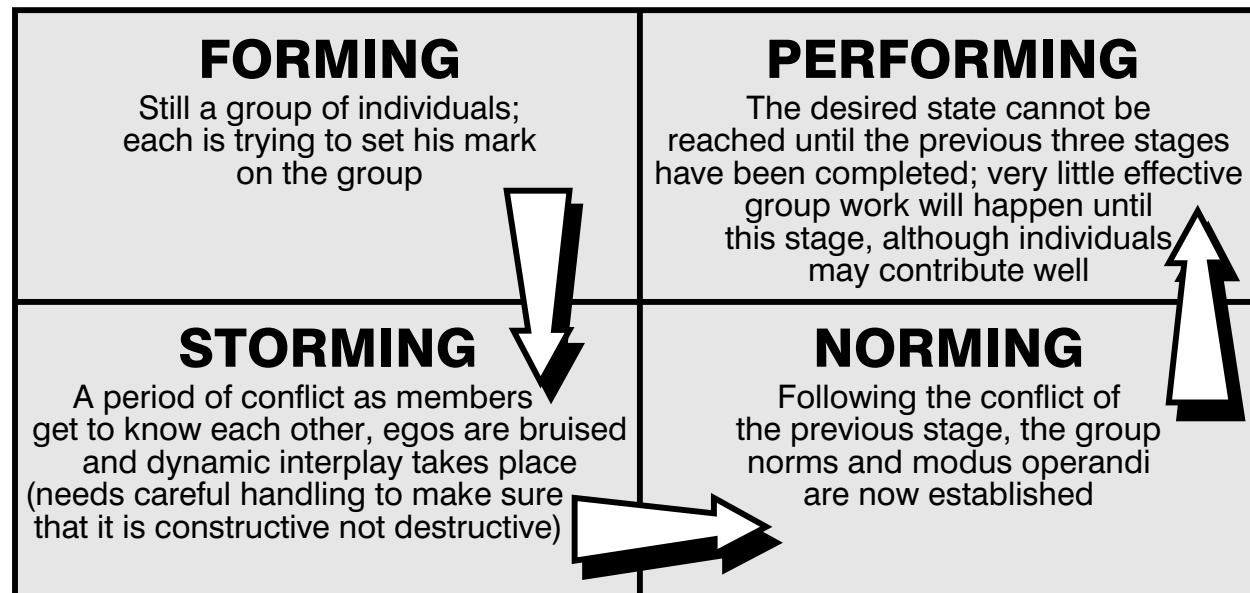 FORMING
Still a group of individuals;
each is trying to set his mark
on the group
PERFORMING
The desired state cannot be
reached until the previous three stages
have been completed; very little effective
group work will happen until
this stage, although individuals
may contribute well
STORMING
A period of conflict as members
get to know each other, egos are bruised
and dynamic interplay takes place
(needs careful handling to make sure
that it is constructive not destructive)
NORMING
Following the conflict of
the previous stage, the group
norms and modus operandi
are now established